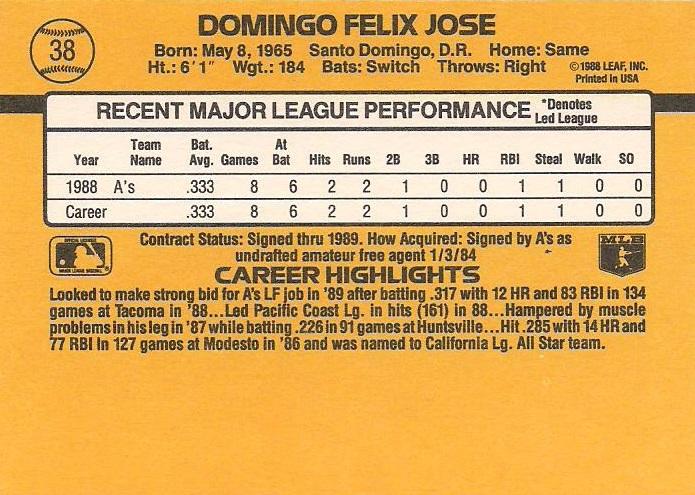 38
DOMINGO FELIX JOSE
Born: May 8, 1965 Santo Domingo, D.R. Home: Same
Ht.: 6'1" Wgt.: 184 Bats: Switch Throws: Right
©1988 LEAF, INC.
Printed in USA
RECENT MAJOR LEAGUE PERFORMANCE *Denotes Led League
Year Team Name Bat. Avg. Games At Bat Hits Runs 2B 3B HR RBI Steal Walk SO
1988 A's .333 8 6 2 2 1 0 0 1 1 0 0
Career .333 8 6 2 2 1 0 0 1 1 0 0
Contract Status: Signed thru 1989. How Acquired: Signed by A's as
undrafted amateur free agent 1/3/84
MLB
CAREER HIGHLIGHTS
Looked to make strong bid for A's LF job in '89 after batting .317 with 12 HR and 83 RBI in 134
games at Tacoma in '88...Led Pacific Coast Lg. in hits (161) in 88...Hampered by muscle
problems in his leg in '87 while batting .226 in 91 games at Huntsville...Hit .285 with 14 HR and
77 RBI In 127 games at Modesto in '86 and was named to California Lg. All Star team.